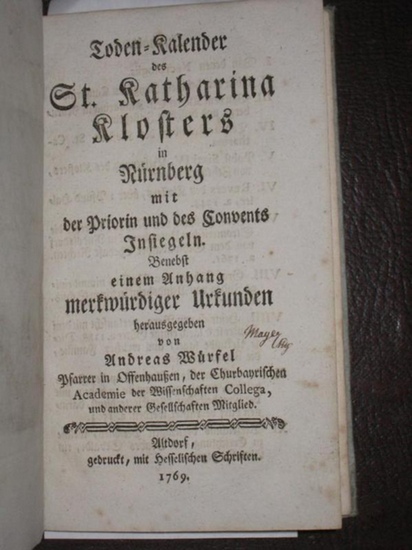 Toden-Kalender
des
St. Katharina
Klosters
in
Nürnberg
mit
der Priorin und des Convents
Insiegeln.
Benebst
einem Anhang
merkwürdiger Urkunden
herausgegeben
von
Andreas Würfel
Pfarrer in Offenhaußen, der Churbayrischen
Academie der Wissenschaften Collega,
und anderer Gesellschaften Mitglied.
Altdorf,
gedruckt, mit Hesselischen Schriften.
1769.
Mayer